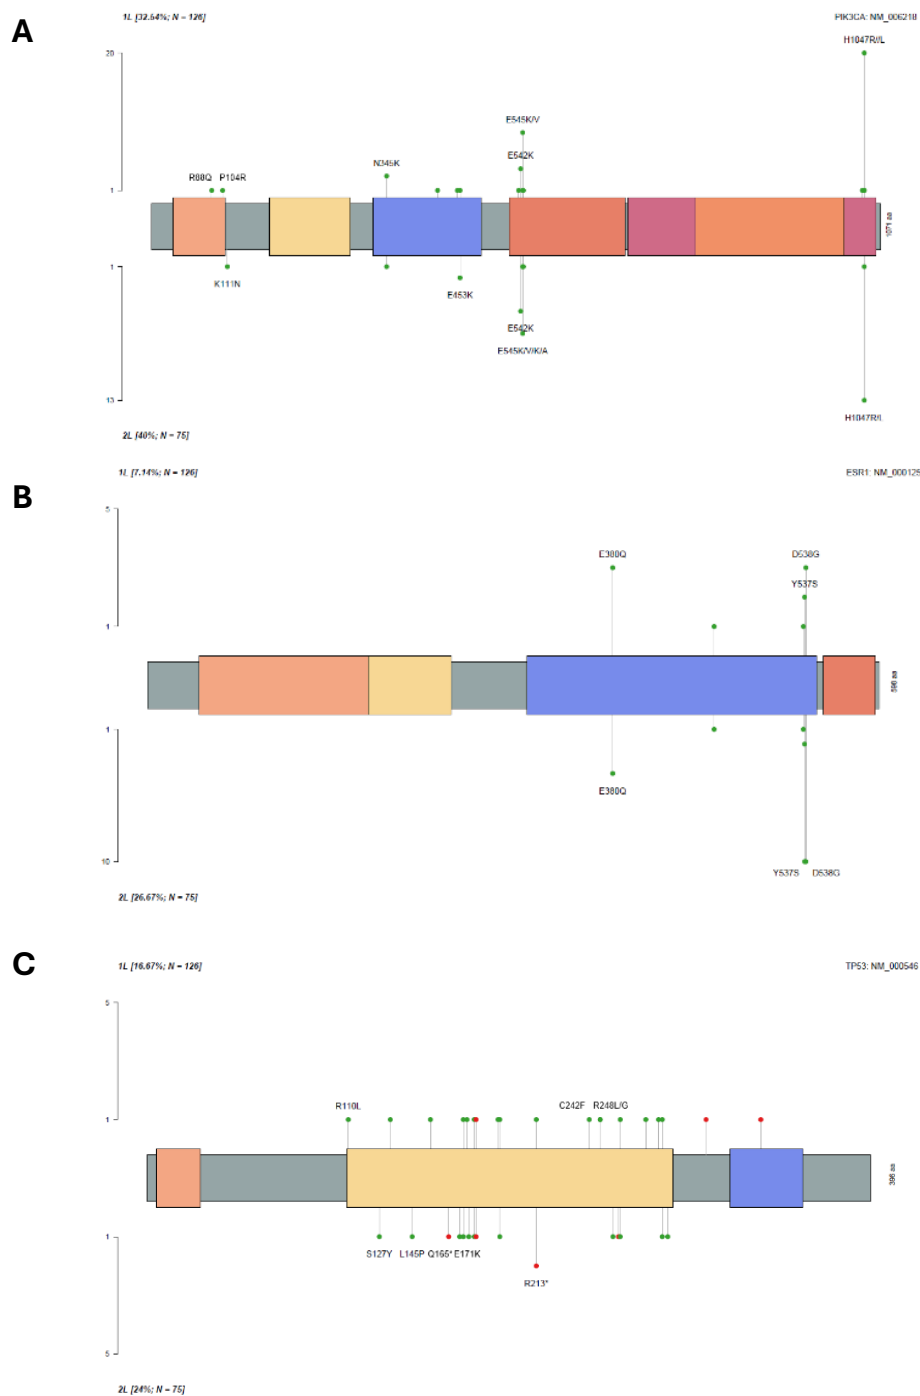 A
1L [32.54%; N = 126]
PIK3CA: NM_006218
H1047R//L
20
E545K/V
E542K
N345K
R88Q P104R
1
1071 aa
1
K111N
E453K
E542K
E545K/V/K/A
13
H1047R/L
2L [40%; N = 75]
B
1L [7.14%; N = 126]
ESR1: NM_000125
5
E380Q
D538G
Y537S
1
596 aa
1
E380Q
10
Y537S D538G
2L [26.67%; N = 75]
C
1L [16.67%; N = 126]
TP53: NM_000546
5
R110L
C242F R248L/G
1
396 aa
1
S127Y L145P Q165* E171K
R213*
5
2L [24%; N = 75]